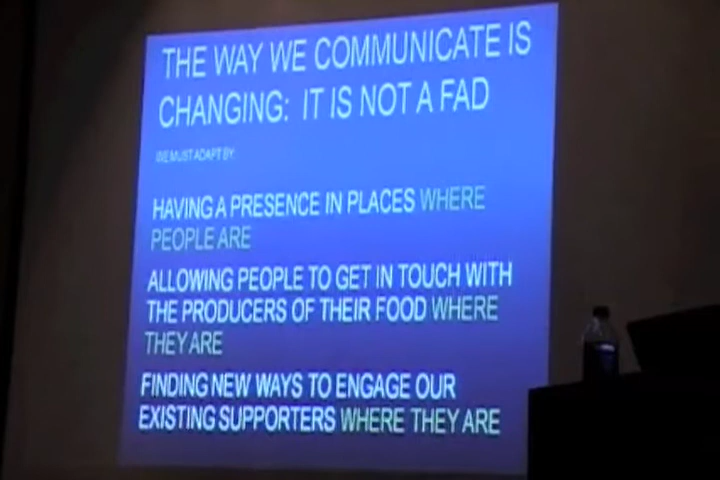 THE WAY WE COMMUNICATE IS
CHANGING: IT IS NOT A FAD
WE MUST ADAPT BY:
HAVING A PRESENCE IN PLACES WHERE
PEOPLE ARE
ALLOWING PEOPLE TO GET IN TOUCH WITH
THE PRODUCERS OF THEIR FOOD WHERE
THEY ARE
FINDING NEW WAYS TO ENGAGE OUR
EXISTING SUPPORTERS WHERE THEY ARE